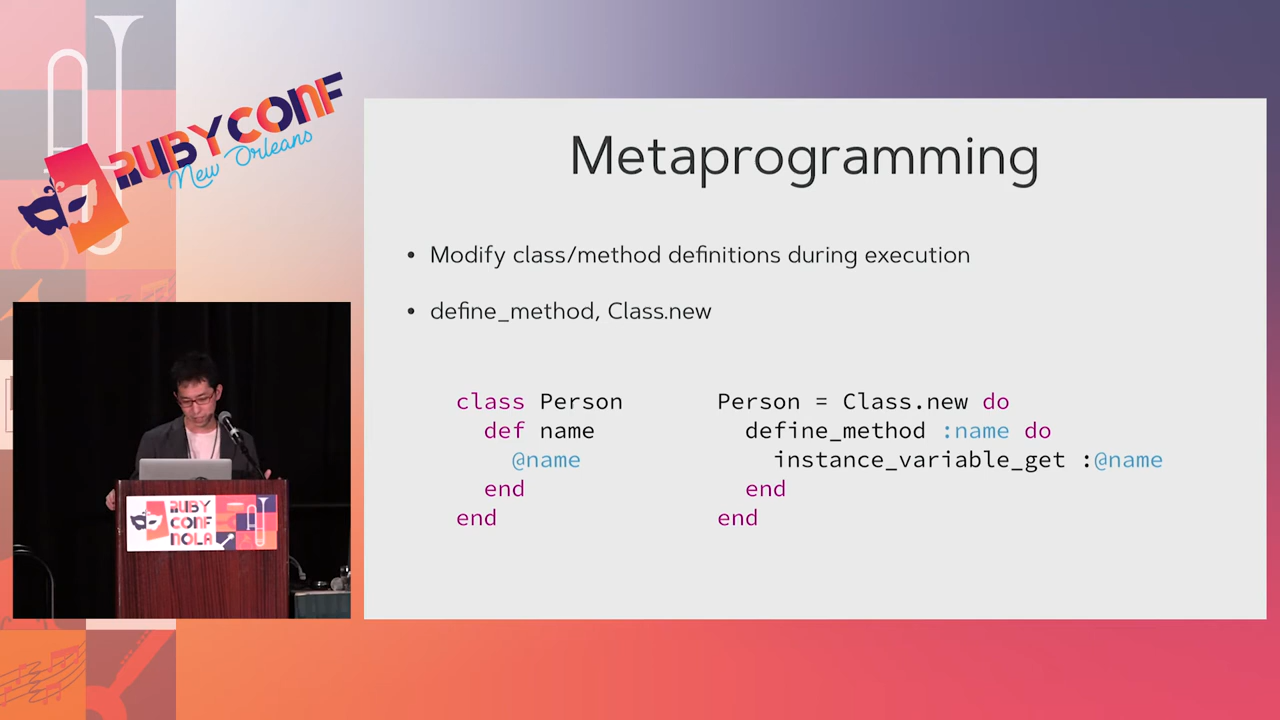 RUBYCONF
New Orleans
Metaprogramming
• Modify class/method definitions during execution
• define_method, Class.new
class Person
def name
@name
end
end
Person = Class.new do
define_method :name do
instance_variable_get :@name
end
end
RUBY
CONF
NOLA